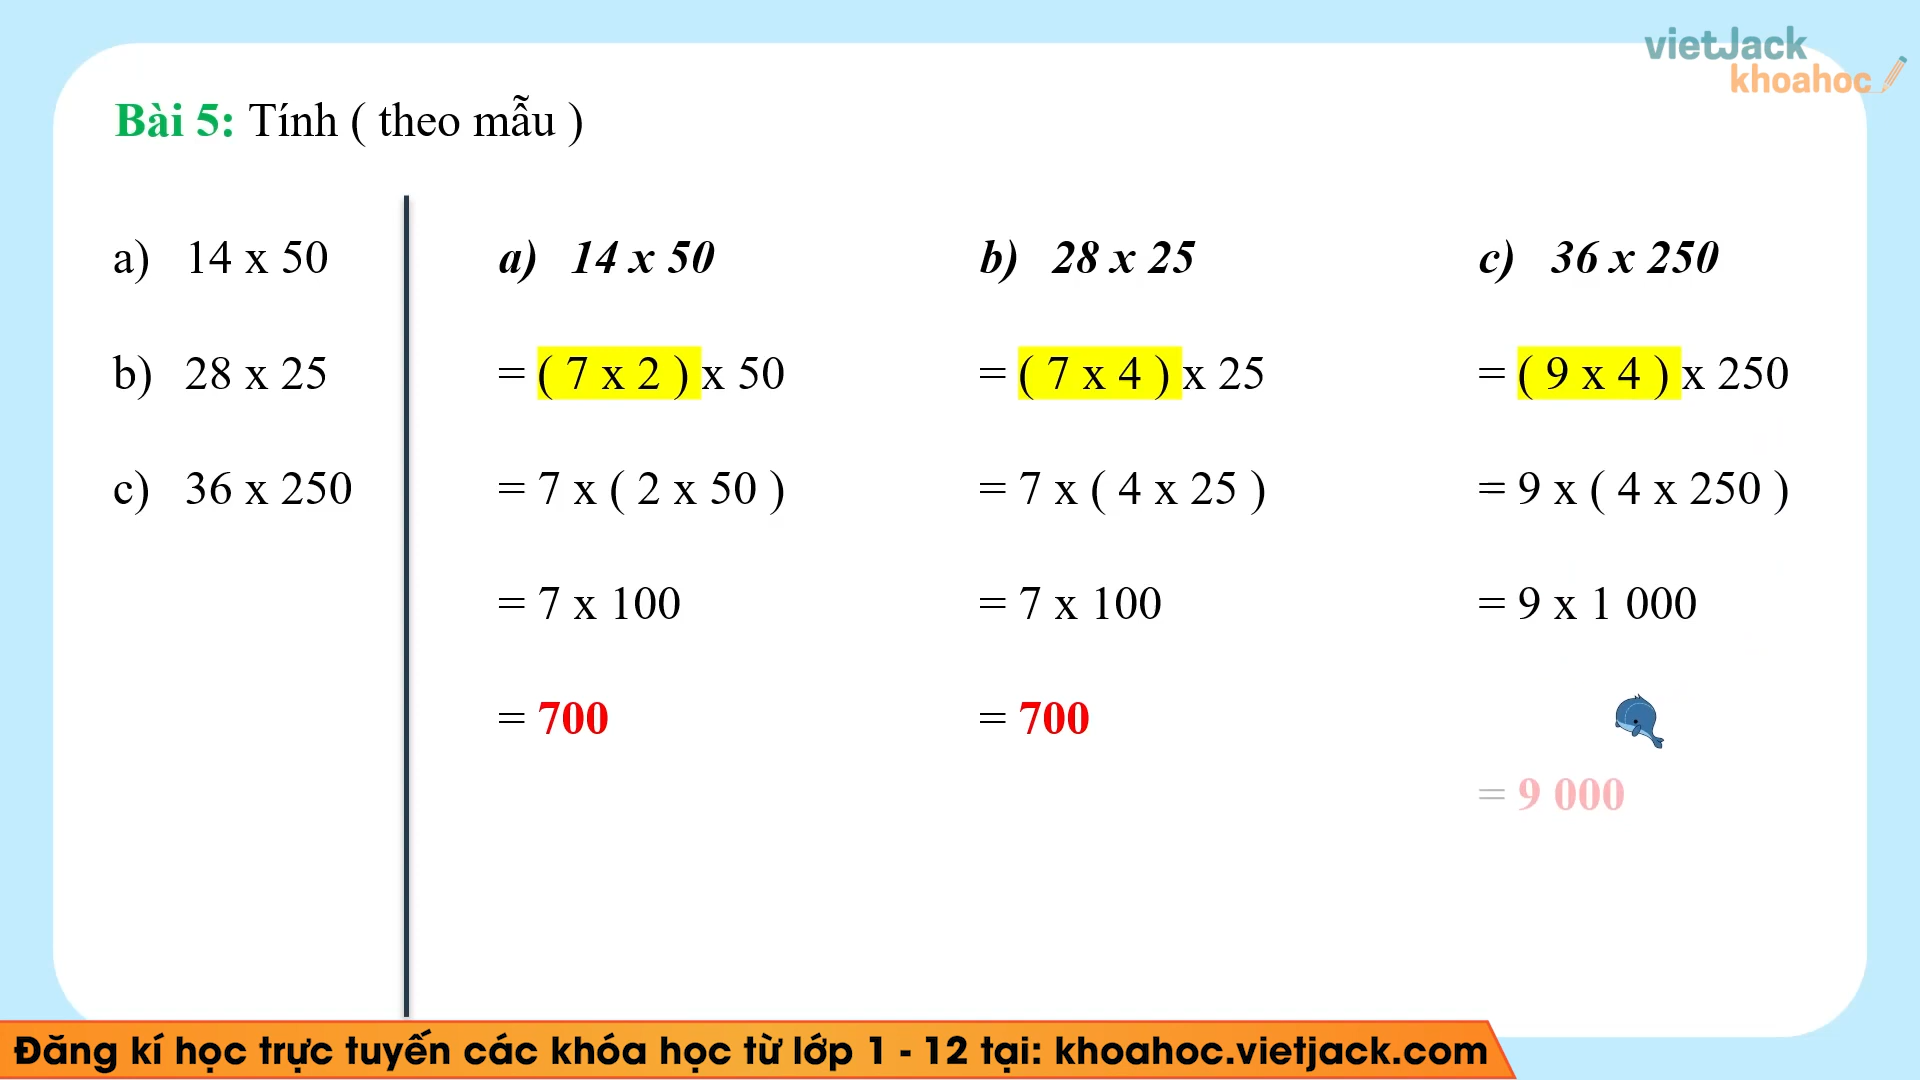 vietJack
khoahoc
Bài 5: Tính ( theo mẫu )
a) 14 x 50
b) 28 x 25
c) 36 x 250
a) 14 x 50
= ( 7 x 2 ) x 50
= 7 x ( 2 x 50 )
= 7 x 100
= 700
b) 28 x 25
= ( 7 x 4 ) x 25
= 7 x ( 4 x 25 )
= 7 x 100
= 700
c) 36 x 250
= ( 9 x 4 ) x 250
= 9 x ( 4 x 250 )
= 9 x 1 000
= 9 000
Đăng kí học trực tuyến các khóa học từ lớp 1 - 12 tại: khoahoc.vietjack.com